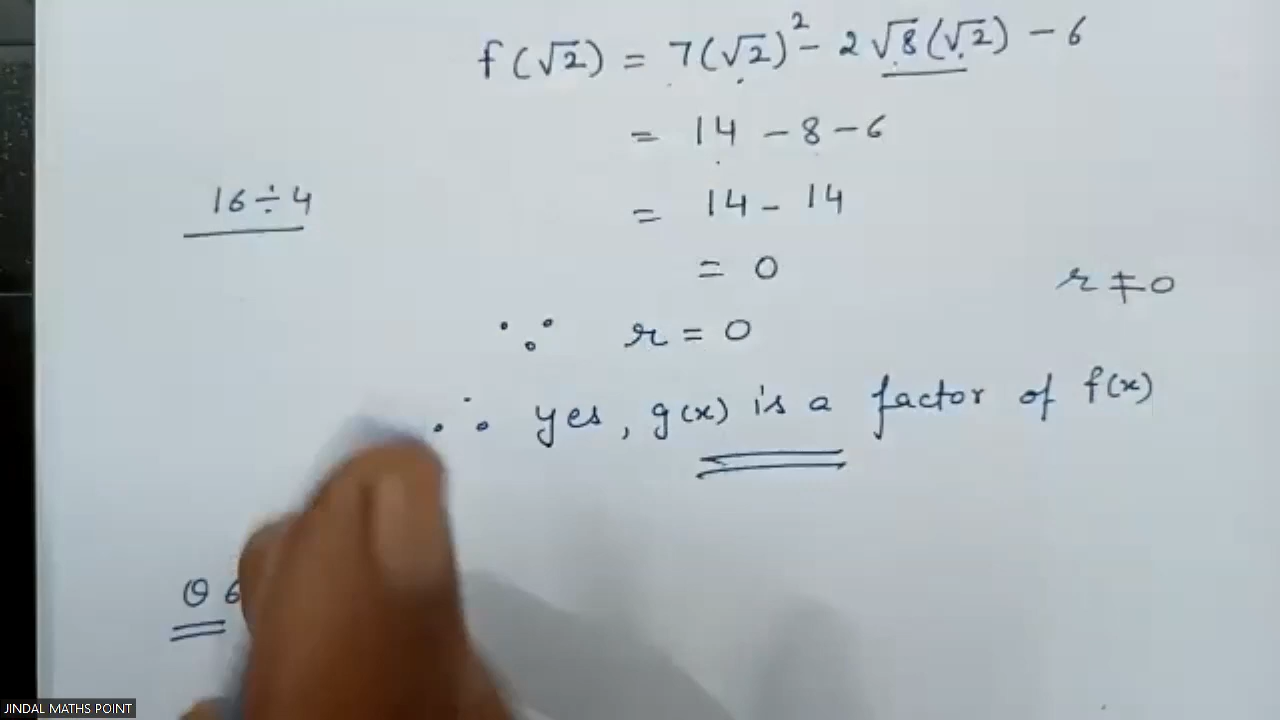 f(√2) = 7(√2)² - 2√8(√2) - 6
= 14 - 8 - 6
16 ÷ 4
= 14 - 14
= 0
r ≠ 0
∵ r = 0
∴ yes, g(x) is a factor of f(x)
Q 6
JINDAL MATHS POINT